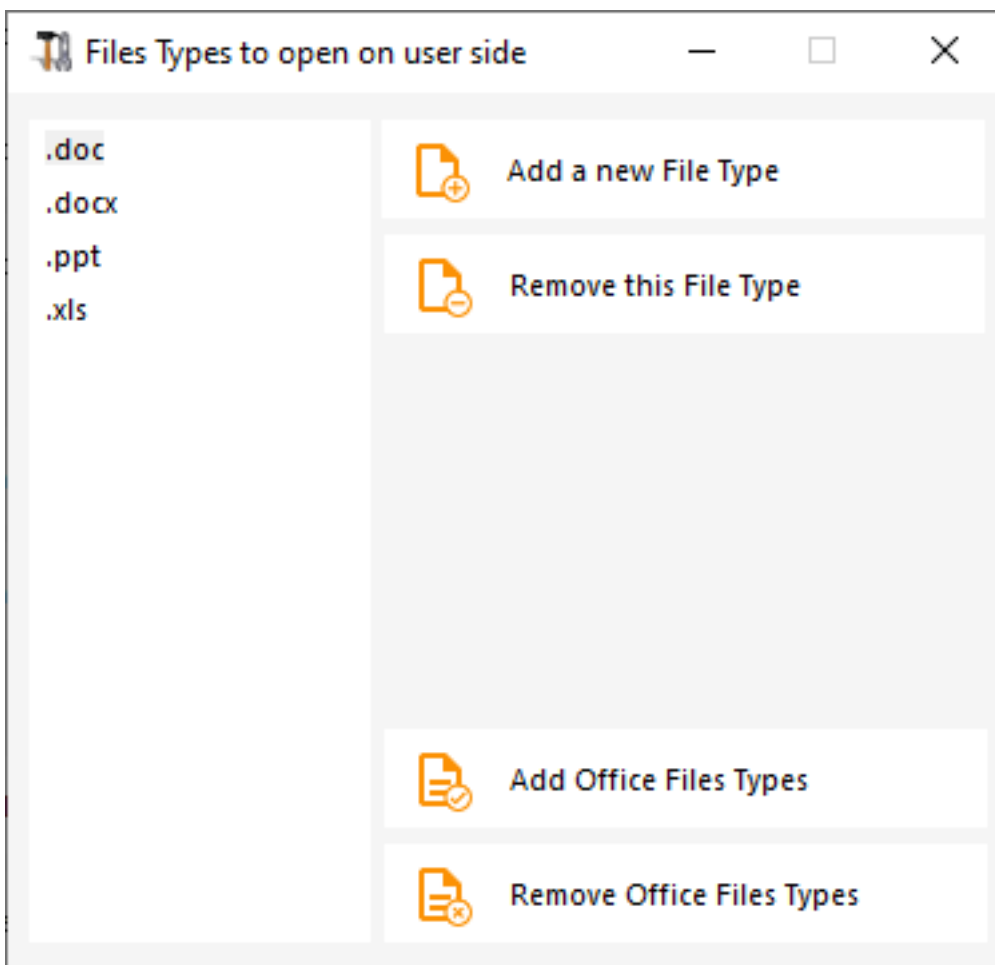 Files Types to open on user side
.doc
.docx
.ppt
.xls
Add a new File Type
Remove this File Type
Add Office Files Types
Remove Office Files Types